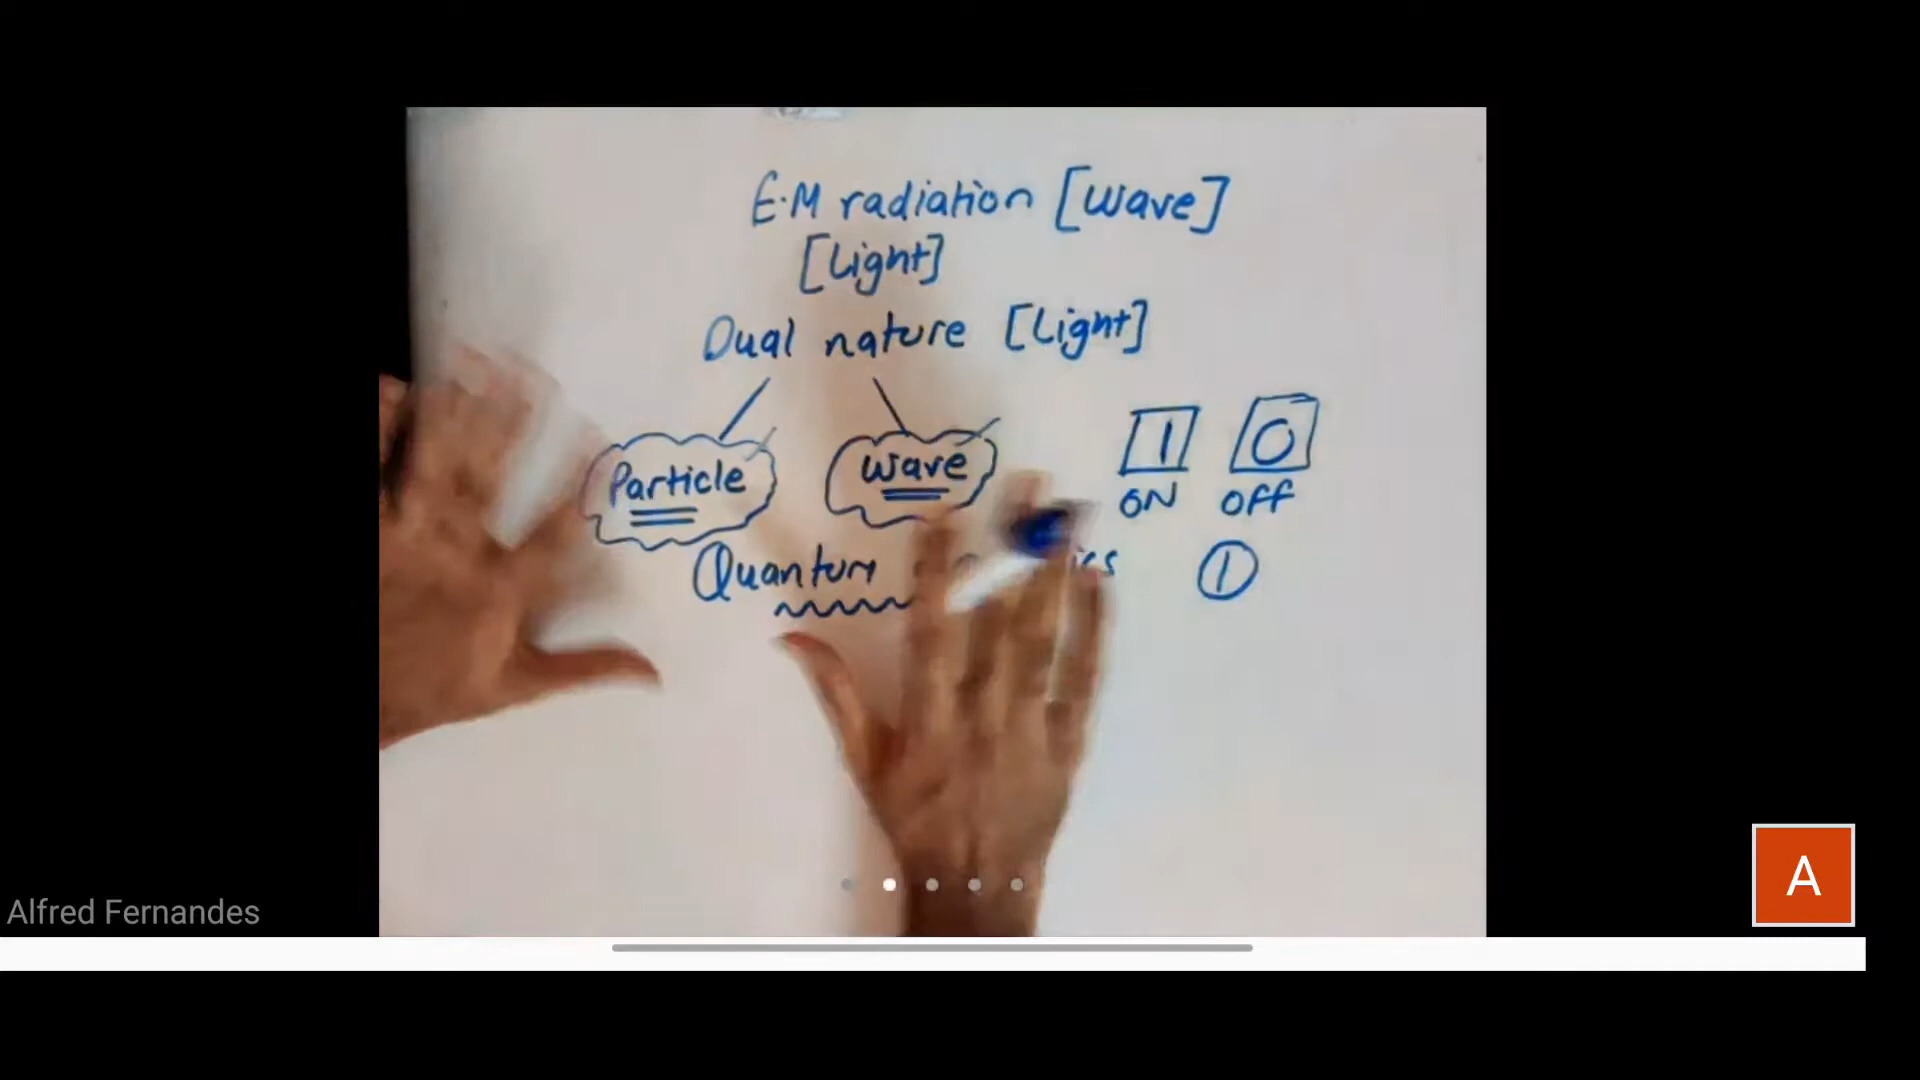 E.M radiation [wave]
[Light]
Dual nature [Light]
Particle wave 1 0
ON OFF
Quantum 1
Alfred Fernandes
A